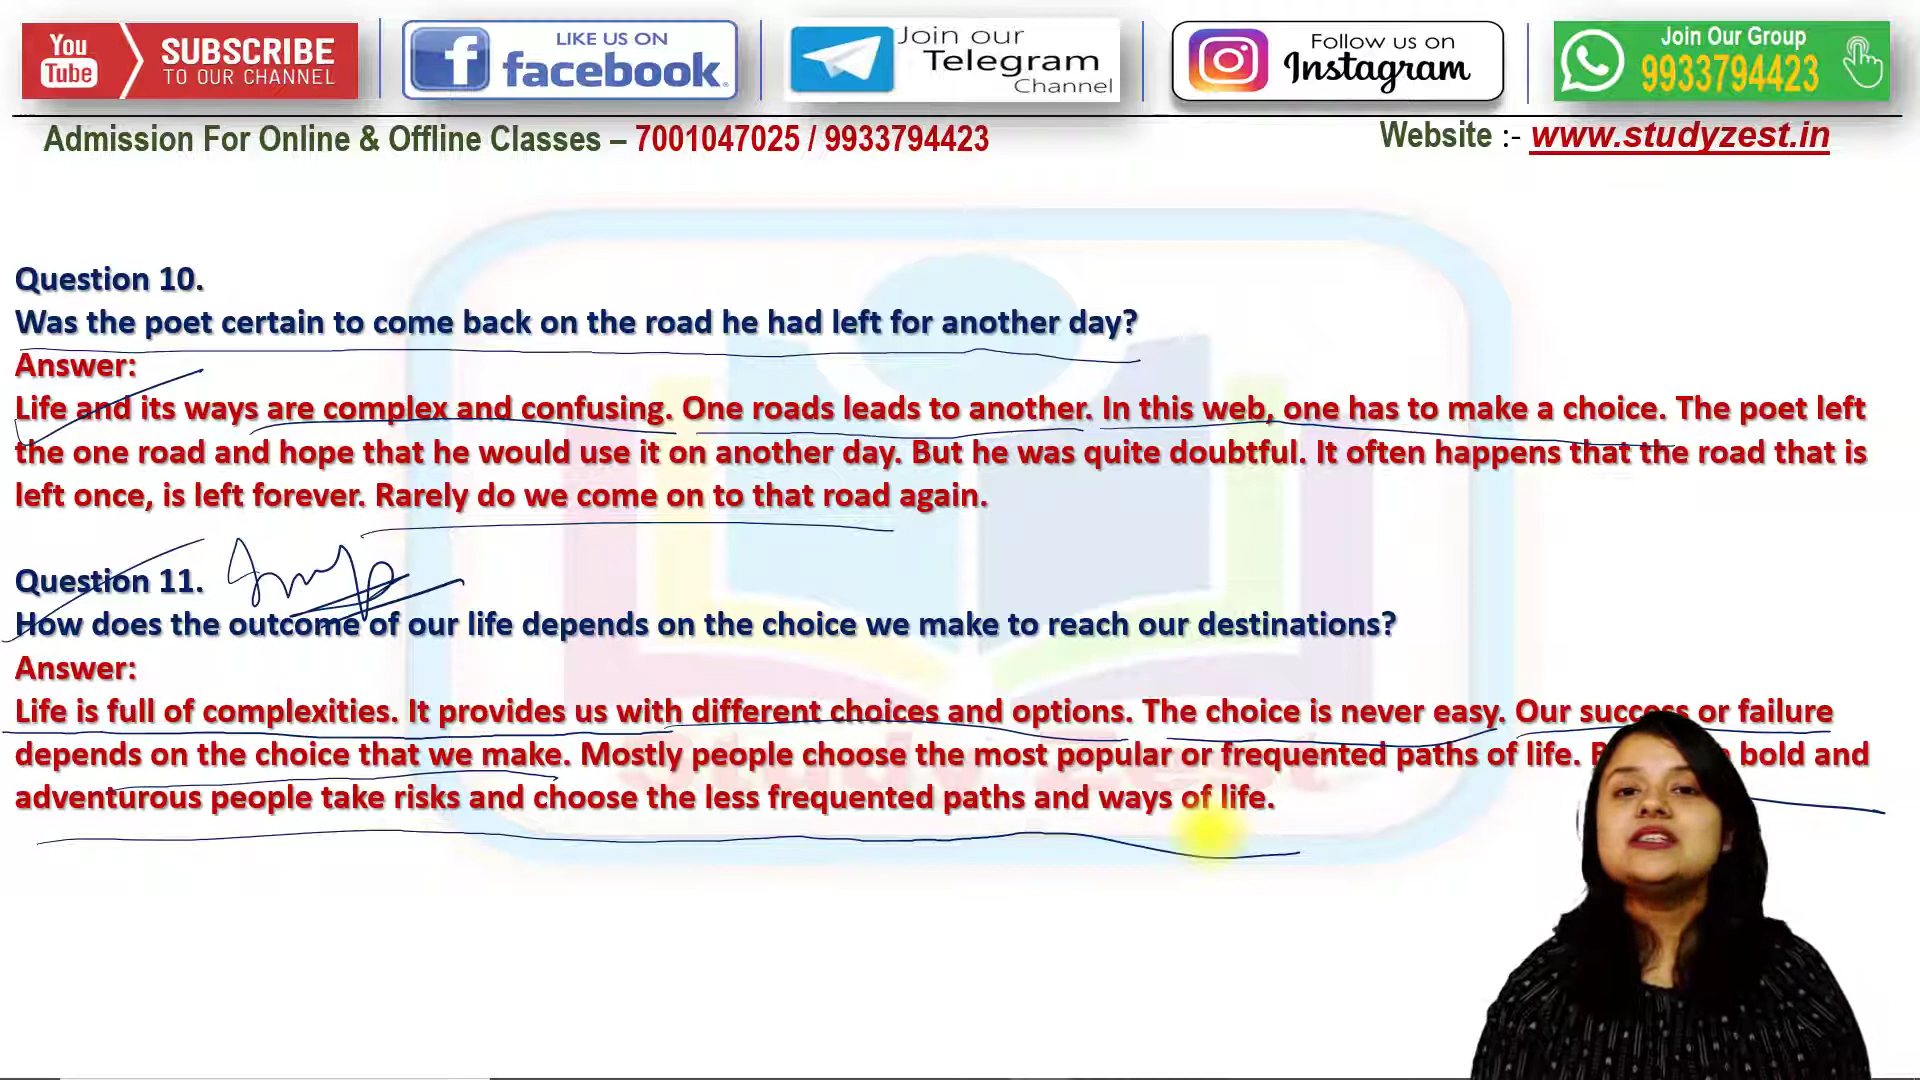 You Tube SUBSCRIBE TO OUR CHANNEL
LIKE US ON facebook
Join our Telegram Channel
Follow us on Instagram
Join Our Group 9933794423
Admission For Online & Offline Classes – 7001047025 / 9933794423
Website :- www.studyzest.in
Question 10.
Was the poet certain to come back on the road he had left for another day?
Answer:
Life and its ways are complex and confusing. One roads leads to another. In this web, one has to make a choice. The poet left
the one road and hope that he would use it on another day. But he was quite doubtful. It often happens that the road that is
left once, is left forever. Rarely do we come on to that road again.
Question 11. Imp
How does the outcome of our life depends on the choice we make to reach our destinations?
Answer:
Life is full of complexities. It provides us with different choices and options. The choice is never easy. Our success or failure
depends on the choice that we make. Mostly people choose the most popular or frequented paths of life. bold and
adventurous people take risks and choose the less frequented paths and ways of life.
Study Zest